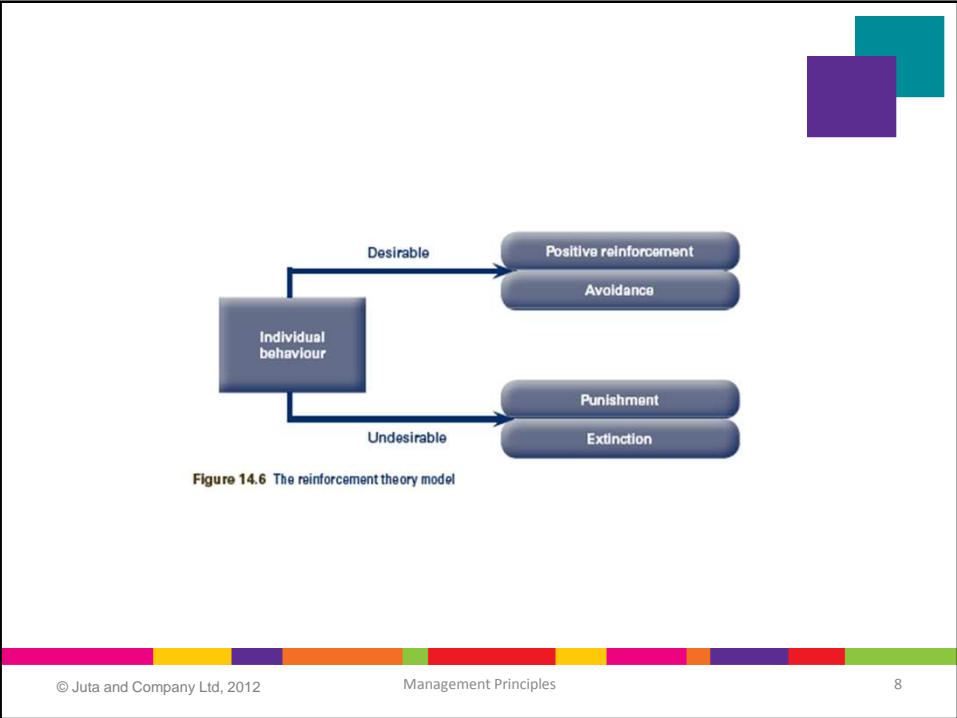 Desirable
Positive reinforcement
Avoidance
Individual
behaviour
Punishment
Undesirable
Extinction
Figure 14.6 The reinforcement theory model
© Juta and Company Ltd, 2012
Management Principles
8